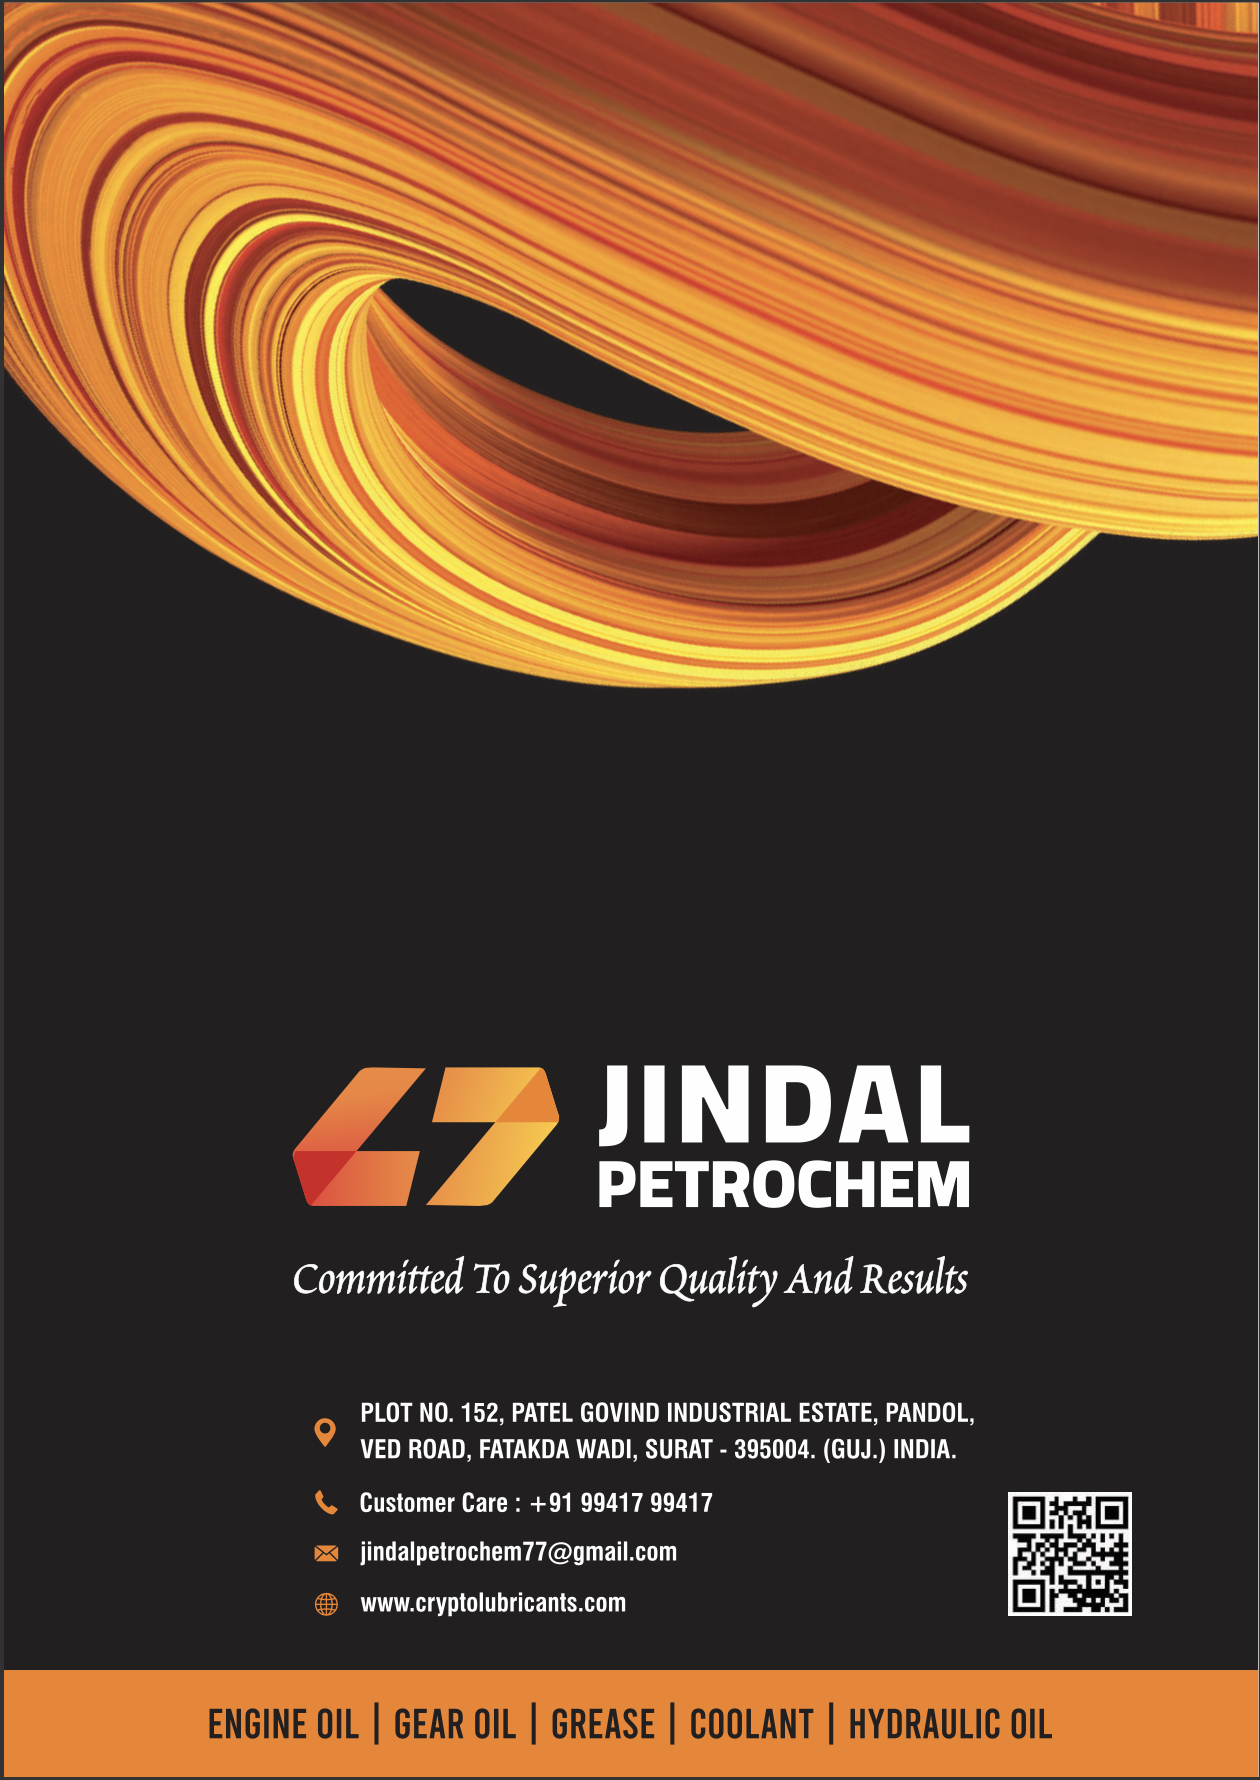 JINDAL
PETROCHEM
Committed To Superior Quality And Results
PLOT NO. 152, PATEL GOVIND INDUSTRIAL ESTATE, PANDOL,
VED ROAD, FATAKDA WADI, SURAT - 395004. (GUJ.) INDIA.
Customer Care : +91 99417 99417
jindalpetrochem77@gmail.com
www.cryptolubricants.com
ENGINE OIL | GEAR OIL | GREASE | COOLANT | HYDRAULIC OIL